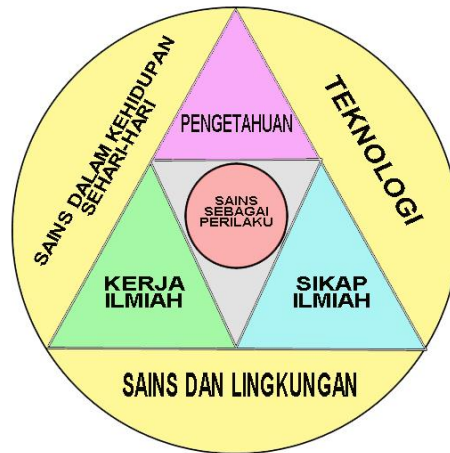 SAINS DALAM KEHIDUPAN
SEHARI-HARI
TEKNOLOGI
PENGETAHUAN
SAINS
SEBAGAI
PERILAKU
KERJA
ILMIAH
SIKAP
ILMIAH
SAINS DAN LINGKUNGAN